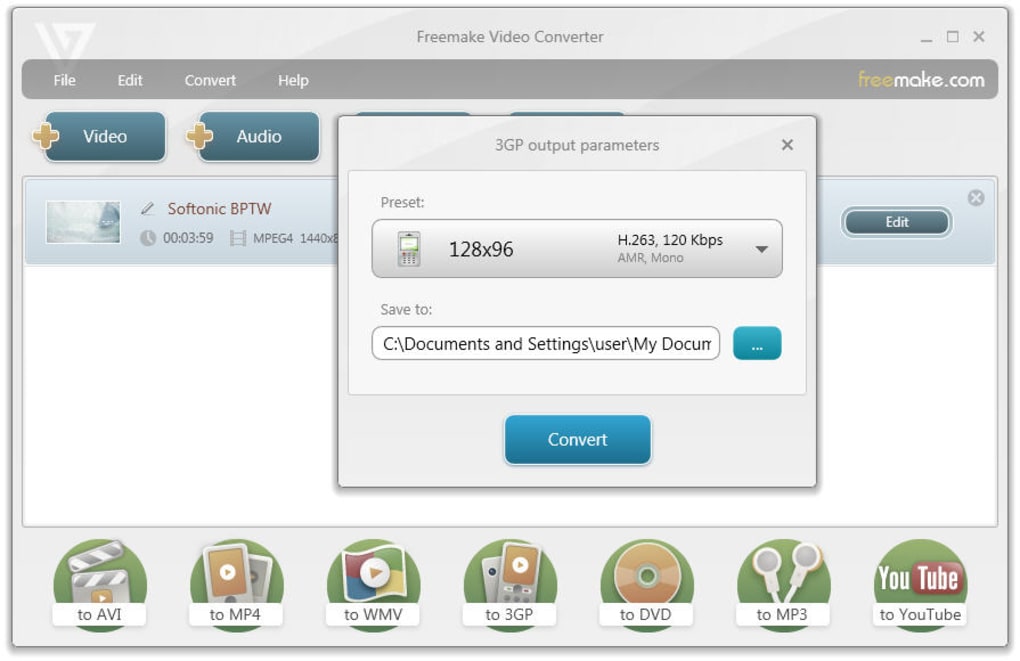 Freemake Video Converter
File Edit Convert Help
freemake.com
Video Audio
3GP output parameters
Softonic BPTW
00:03:59 MPEG4
Edit
Preset:
128x96
H.263, 120 Kbps
AMR, Mono
Save to:
C:\Documents and Settings\user\My Docum
...
Convert
to AVI to MP4 to WMV to 3GP to DVD to MP3 You Tube
to YouTube